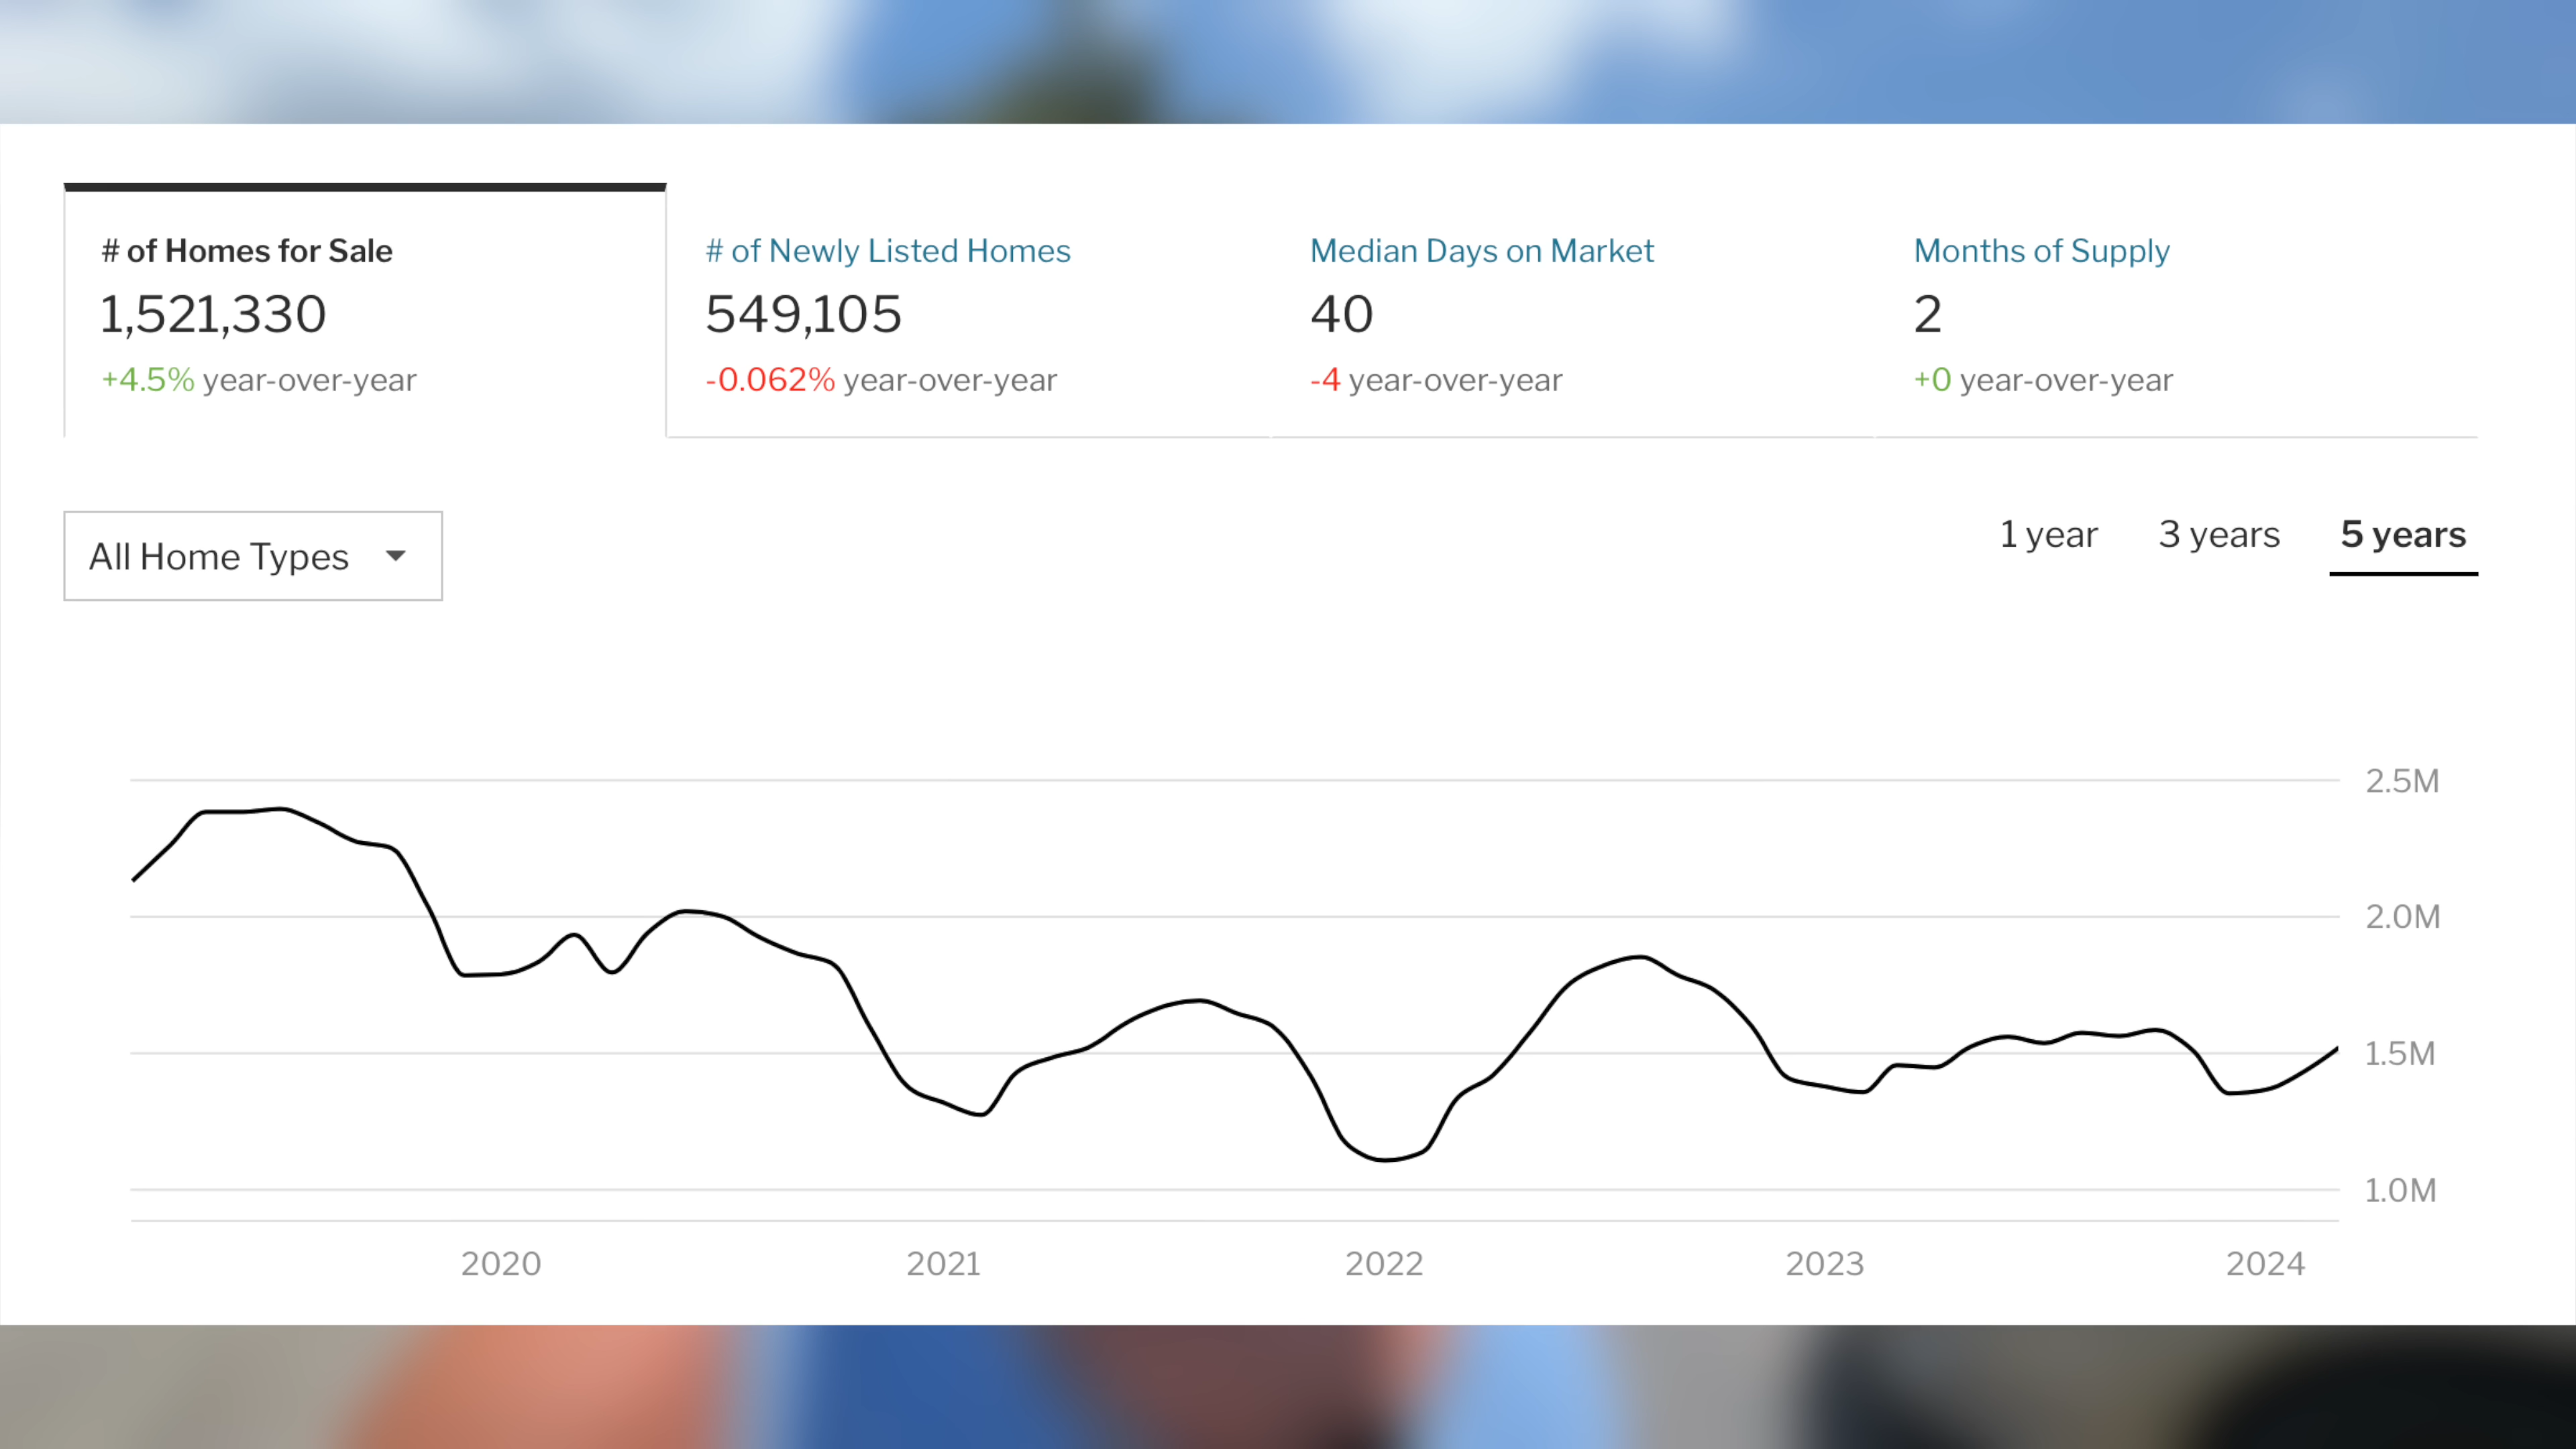 # of Homes for Sale
1,521,330
+4.5% year-over-year
# of Newly Listed Homes
549,105
-0.062% year-over-year
Median Days on Market
40
-4 year-over-year
Months of Supply
2
+0 year-over-year
All Home Types
1 year 3 years 5 years
2.5M
2.0M
1.5M
1.0M
2020 2021 2022 2023 2024